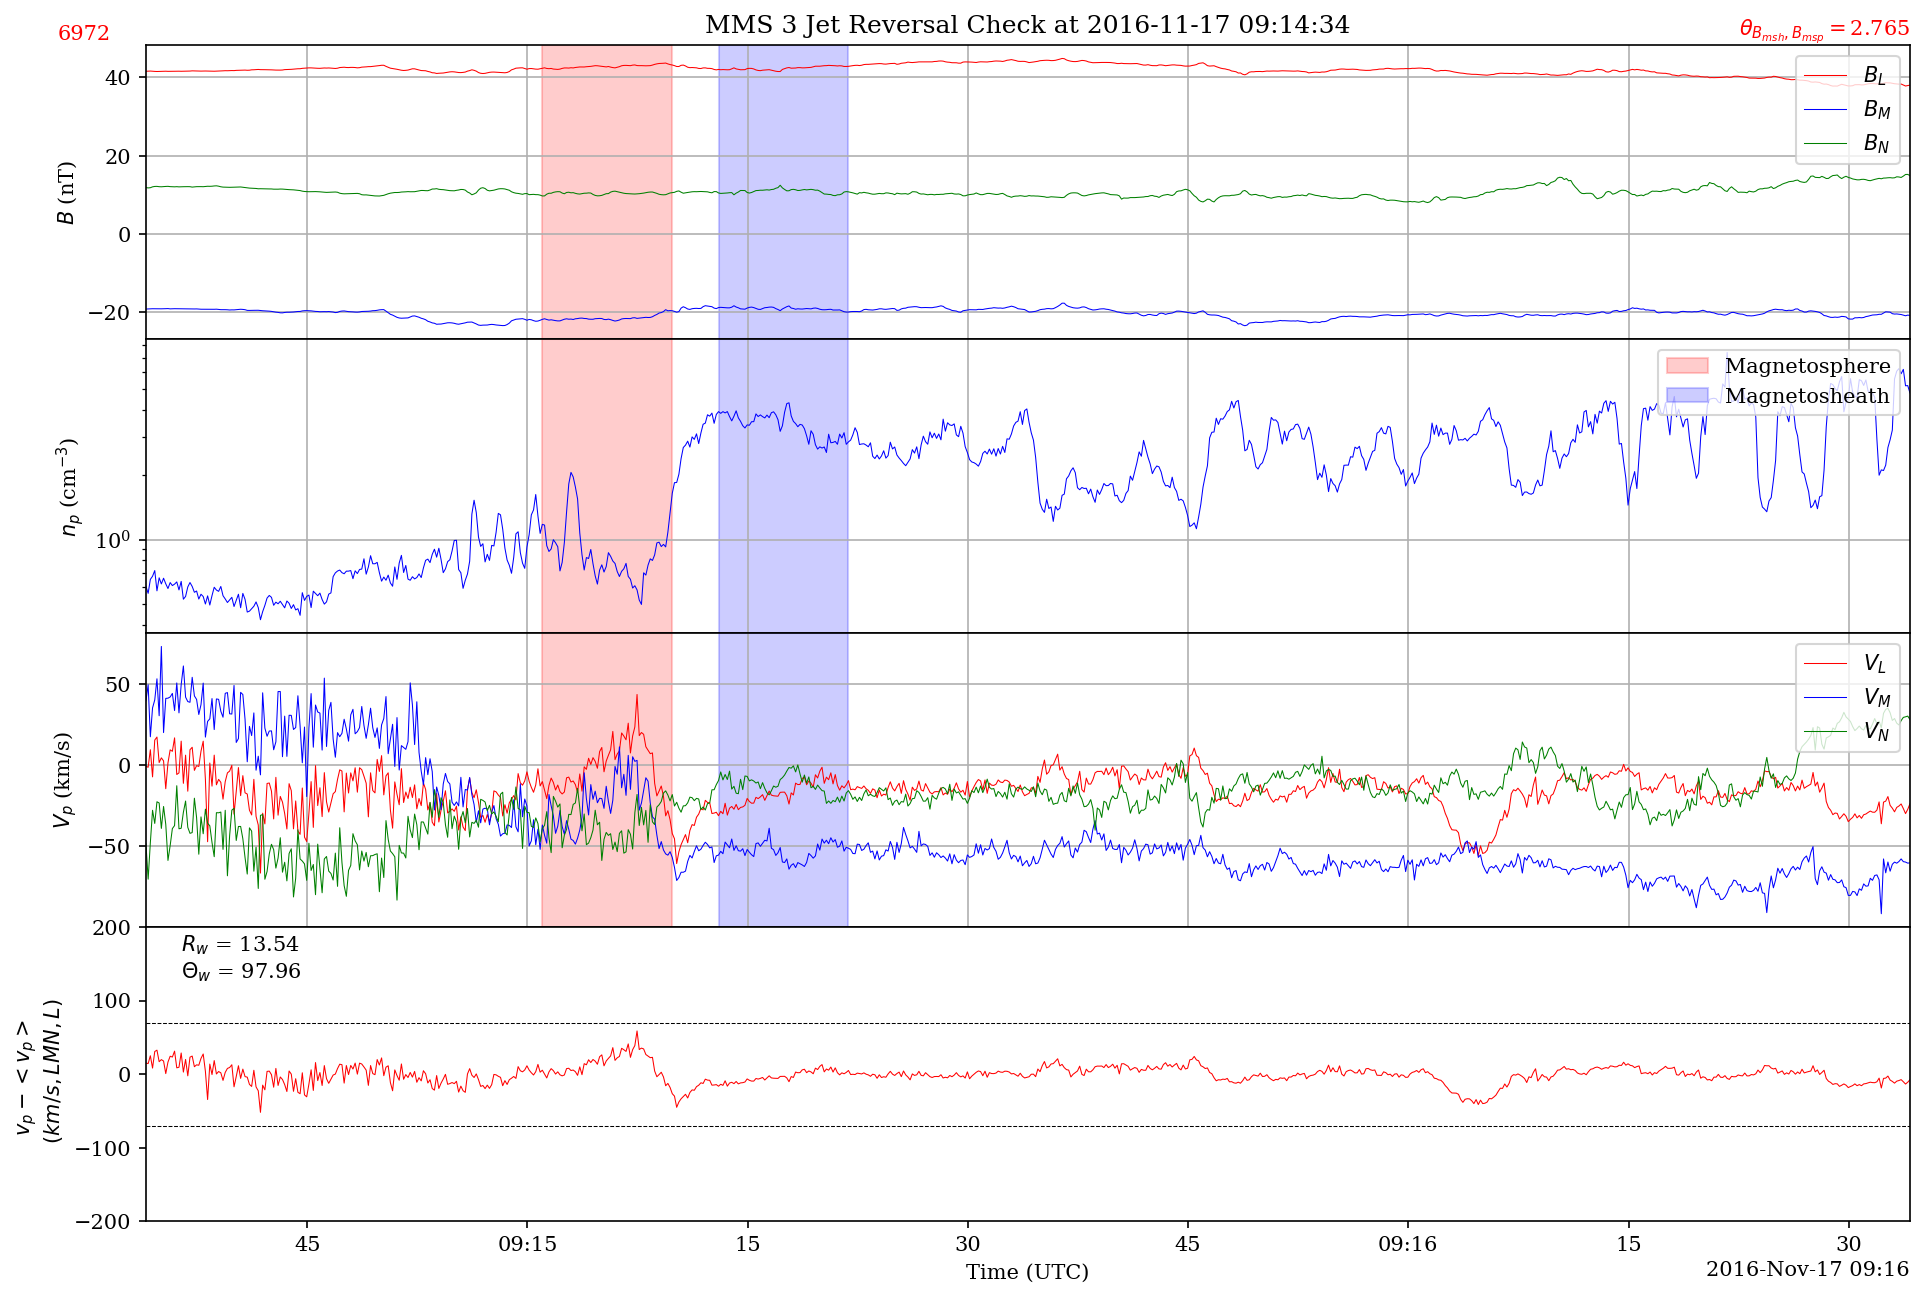 MMS 3 Jet Reversal Check at 2016-11-17 09:14:34
6972
θ_{B_{msh}, B_{msp}} = 2.765
40
20
0
−20
B (nT)
B_L
B_M
B_N
10^0
n_p (cm^{−3})
Magnetosphere
Magnetosheath
50
0
−50
V_p (km/s)
V_L
V_M
V_N
200
100
0
−100
−200
v_p − < v_p >
(km/s, LMN, L)
R_w = 13.54
Θ_w = 97.96
45
09:15
15
30
45
09:16
15
30
Time (UTC)
2016-Nov-17 09:16